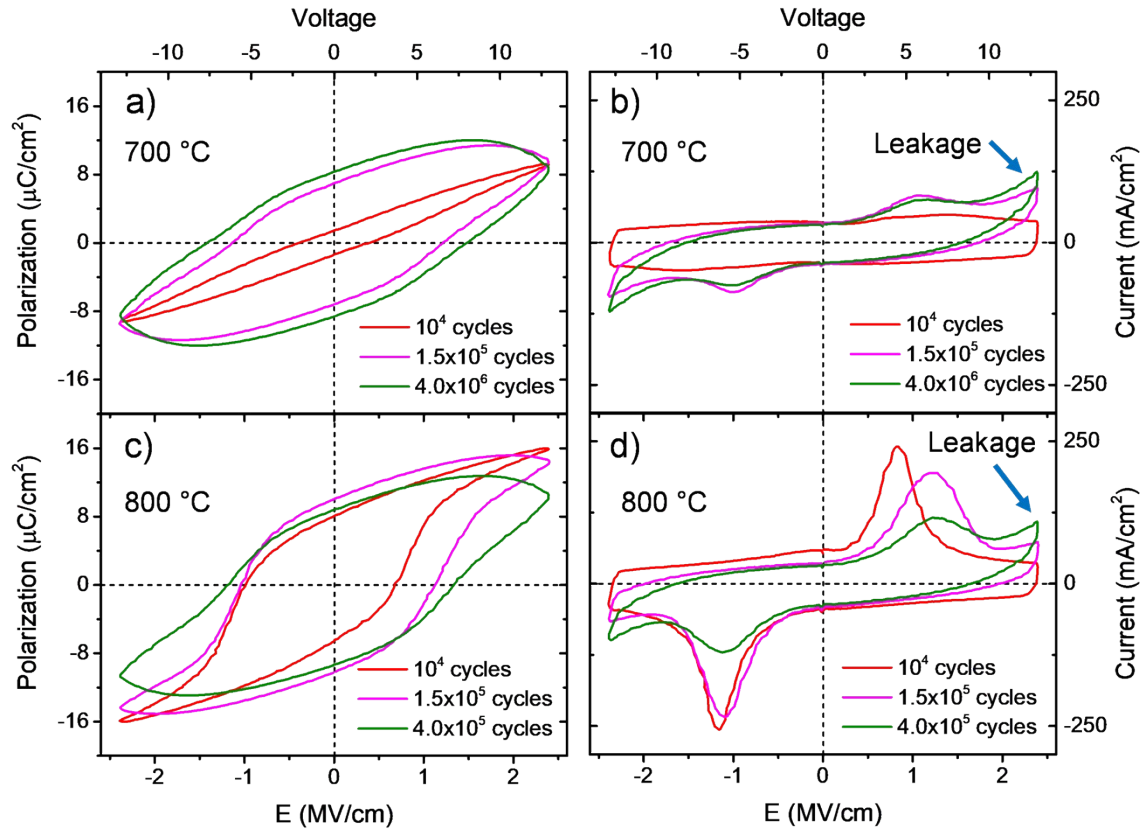 Voltage
Voltage
-10 -5 0 5 10
-10 -5 0 5 10
a)
700 °C
16
8
0
-8
-16
Polarization (µC/cm²)
10⁴ cycles
1.5x10⁵ cycles
4.0x10⁶ cycles
b)
700 °C
Leakage
250
0
-250
Current (mA/cm²)
10⁴ cycles
1.5x10⁵ cycles
4.0x10⁶ cycles
c)
800 °C
16
8
0
-8
-16
Polarization (µC/cm²)
10⁴ cycles
1.5x10⁵ cycles
4.0x10⁵ cycles
-2 -1 0 1 2
E (MV/cm)
d)
800 °C
Leakage
250
0
-250
Current (mA/cm²)
10⁴ cycles
1.5x10⁵ cycles
4.0x10⁵ cycles
-2 -1 0 1 2
E (MV/cm)